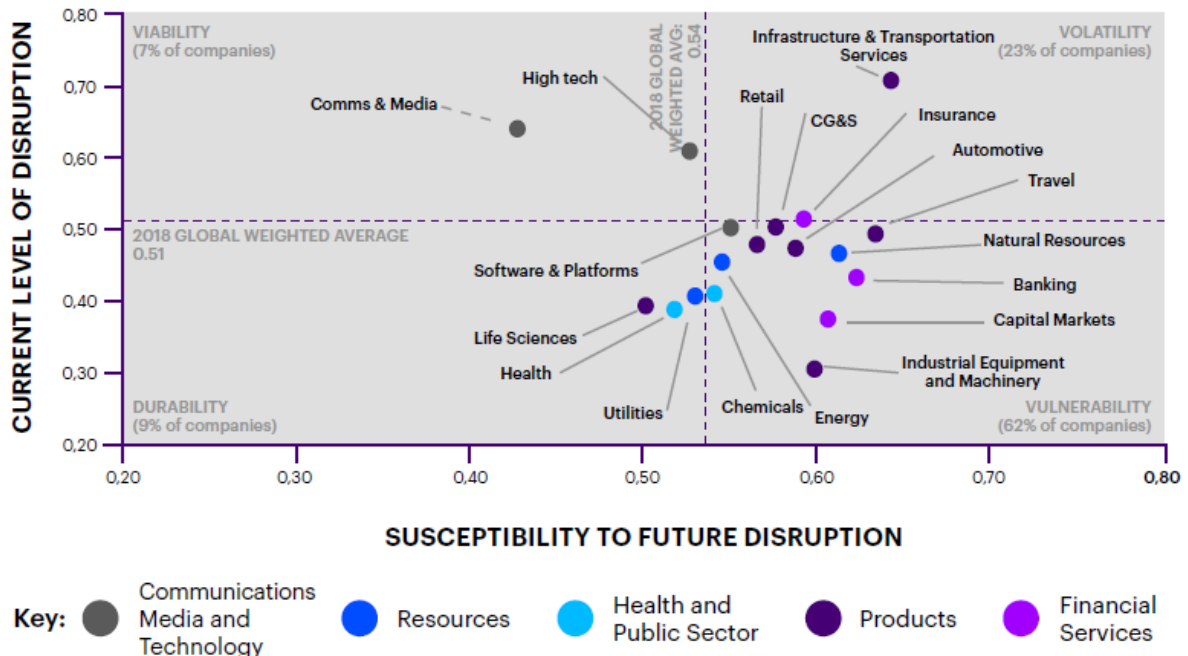 CURRENT LEVEL OF DISRUPTION
0,80
0,70
0,60
0,50
0,40
0,30
0,20
VIABILITY
(7% of companies)
2018 GLOBAL
WEIGHTED AVG:
0.54
VOLATILITY
(23% of companies)
Infrastructure & Transportation
Services
High tech
Comms & Media
Retail
CG&S
Insurance
Automotive
Travel
2018 GLOBAL WEIGHTED AVERAGE
0.51
Natural Resources
Software & Platforms
Banking
Capital Markets
Life Sciences
Health
Industrial Equipment
and Machinery
Utilities
Chemicals
Energy
DURABILITY
(9% of companies)
VULNERABILITY
(62% of companies)
0,20
0,30
0,40
0,50
0,60
0,70
0,80
SUSCEPTIBILITY TO FUTURE DISRUPTION
Key:
Communications
Media and
Technology
Resources
Health and
Public Sector
Products
Financial
Services